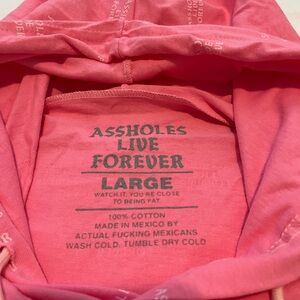 ASSHOLES
LIVE
FOREVER
LARGE
WATCH IT, YOU'RE CLOSE
TO BEING FAT.
100% COTTON
MADE IN MEXICO BY
ACTUAL FUCKING MEXICANS
WASH COLD, TUMBLE DRY COLD